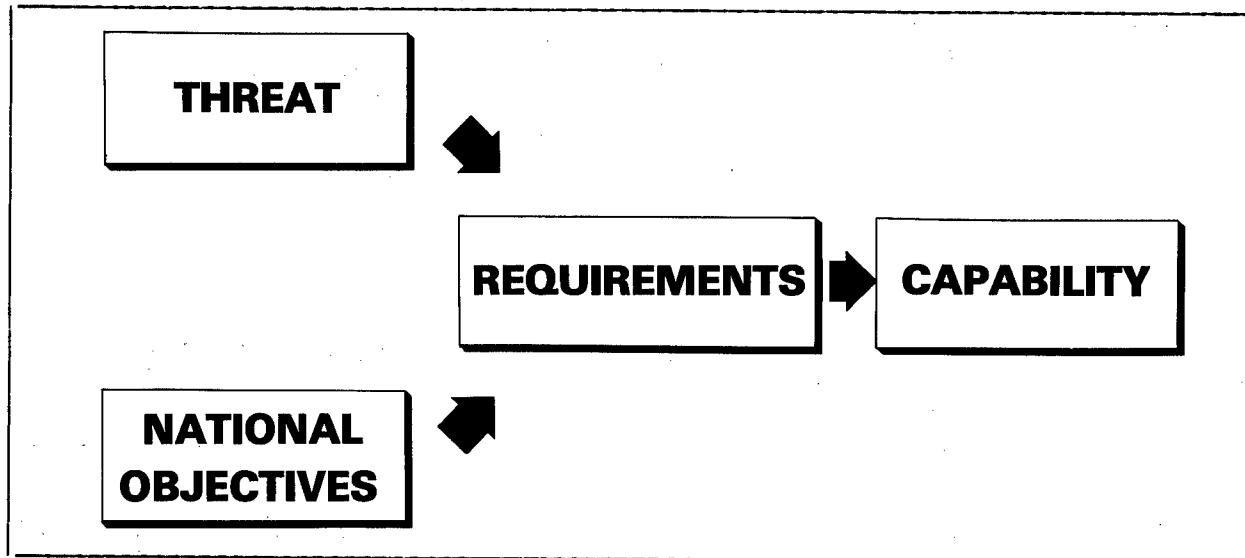 THREAT
REQUIREMENTS
CAPABILITY
NATIONAL
OBJECTIVES